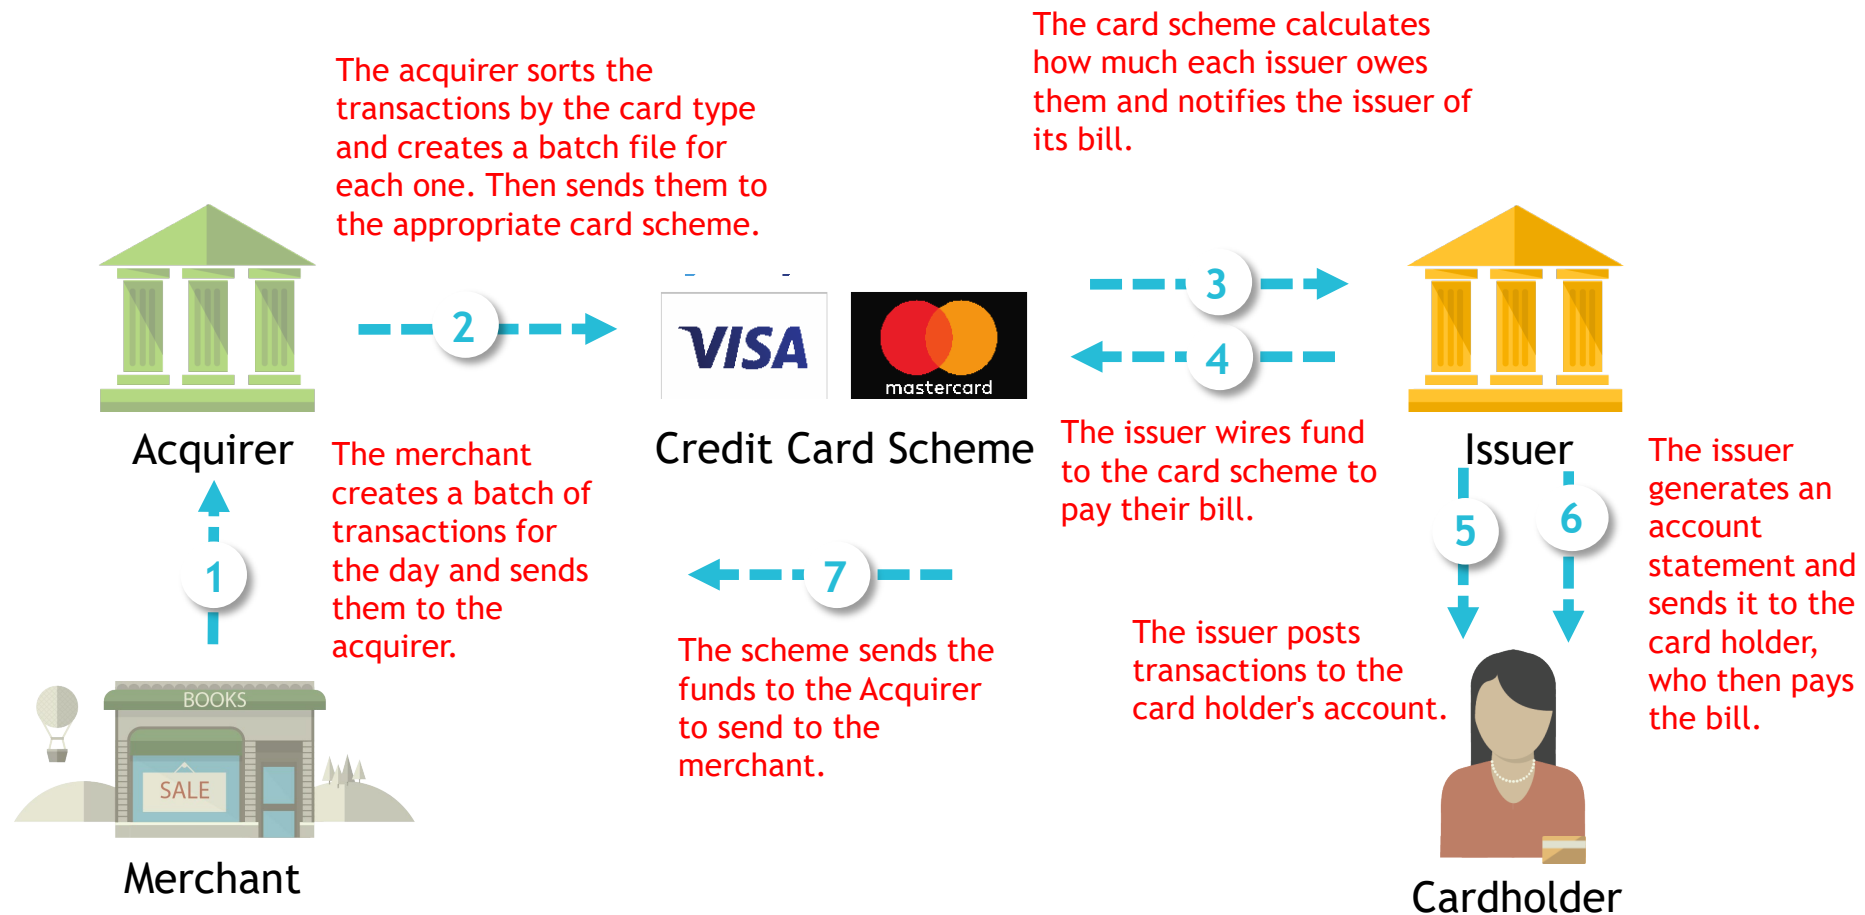 The card scheme calculates
how much each issuer owes
them and notifies the issuer of
its bill.
The acquirer sorts the
transactions by the card type
and creates a batch file for
each one. Then sends them to
the appropriate card scheme.
2
3
4
VISA
mastercard
Acquirer
Credit Card Scheme
Issuer
The merchant
creates a batch of
transactions for
the day and sends
them to the
acquirer.
The issuer wires fund
to the card scheme to
pay their bill.
The issuer
generates an
account
statement and
sends it to the
card holder,
who then pays
the bill.
1
7
5
6
The scheme sends the
funds to the Acquirer
to send to the
merchant.
The issuer posts
transactions to the
card holder's account.
BOOKS
SALE
Merchant
Cardholder